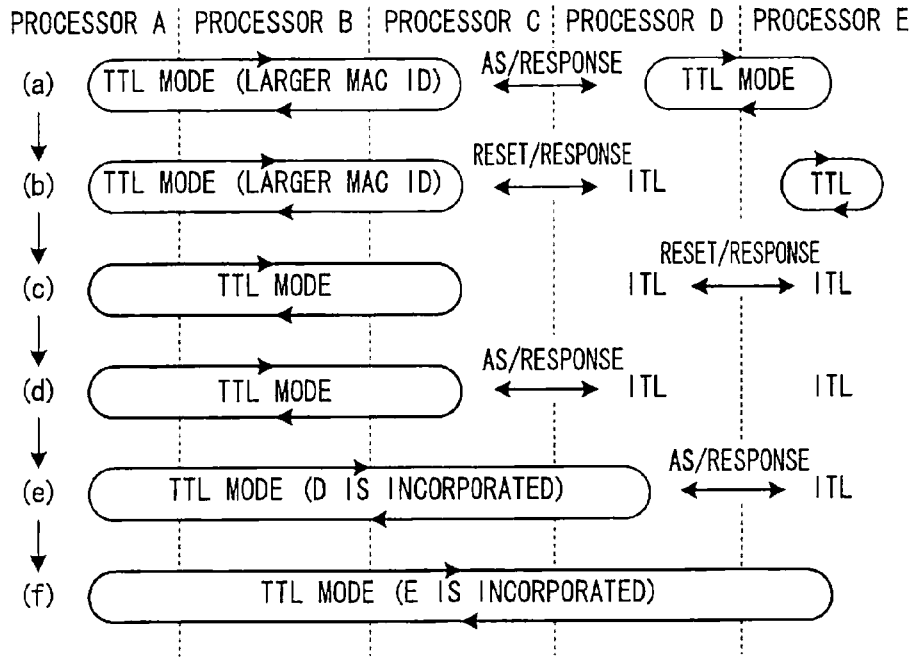 PROCESSOR A PROCESSOR B PROCESSOR C PROCESSOR D PROCESSOR E
(a) TTL MODE (LARGER MAC ID) AS/RESPONSE TTL MODE
(b) TTL MODE (LARGER MAC ID) RESET/RESPONSE ITL TTL
(c) TTL MODE ITL RESET/RESPONSE ITL
(d) TTL MODE AS/RESPONSE ITL ITL
(e) TTL MODE (D IS INCORPORATED) AS/RESPONSE ITL
(f) TTL MODE (E IS INCORPORATED)